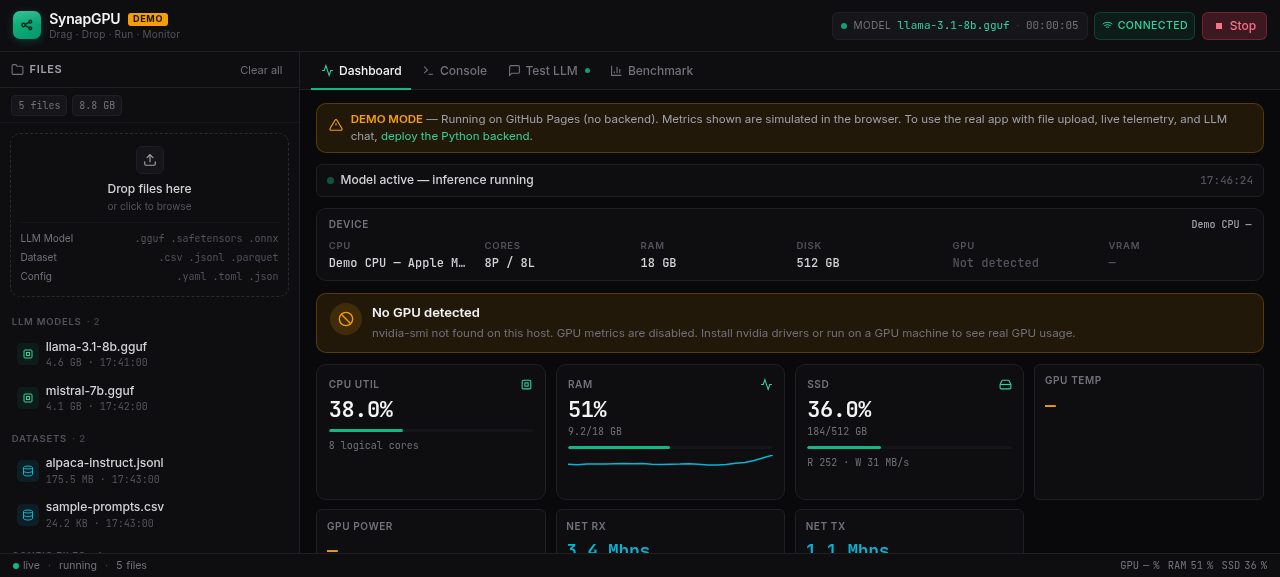 SynapGPU DEMO
Drag · Drop · Run · Monitor
MODEL llama-3.1-8b.gguf · 00:00:05
CONNECTED
Stop
FILES
Clear all
5 files
8.8 GB
Drop files here
or click to browse
LLM Model .gguf .safetensors .onnx
Dataset .csv .jsonl .parquet
Config .yaml .toml .json
LLM MODELS · 2
llama-3.1-8b.gguf
4.6 GB · 17:41:00
mistral-7b.gguf
4.1 GB · 17:42:00
DATASETS · 2
alpaca-instruct.jsonl
175.5 MB · 17:43:00
sample-prompts.csv
24.2 KB · 17:43:00
Dashboard
Console
Test LLM
Benchmark
DEMO MODE — Running on GitHub Pages (no backend). Metrics shown are simulated in the browser. To use the real app with file upload, live telemetry, and LLM
chat, deploy the Python backend.
Model active — inference running
17:46:24
DEVICE
Demo CPU —
CPU CORES RAM DISK GPU VRAM
Demo CPU — Apple M… 8P / 8L 18 GB 512 GB Not detected —
No GPU detected
nvidia-smi not found on this host. GPU metrics are disabled. Install nvidia drivers or run on a GPU machine to see real GPU usage.
CPU UTIL
38.0%
8 logical cores
RAM
51%
9.2/18 GB
SSD
36.0%
184/512 GB
R 252 · W 31 MB/s
GPU TEMP
—
GPU POWER
—
NET RX
3.4 Mbps
NET TX
1.1 Mbps
live · running · 5 files
GPU — % RAM 51 % SSD 36 %